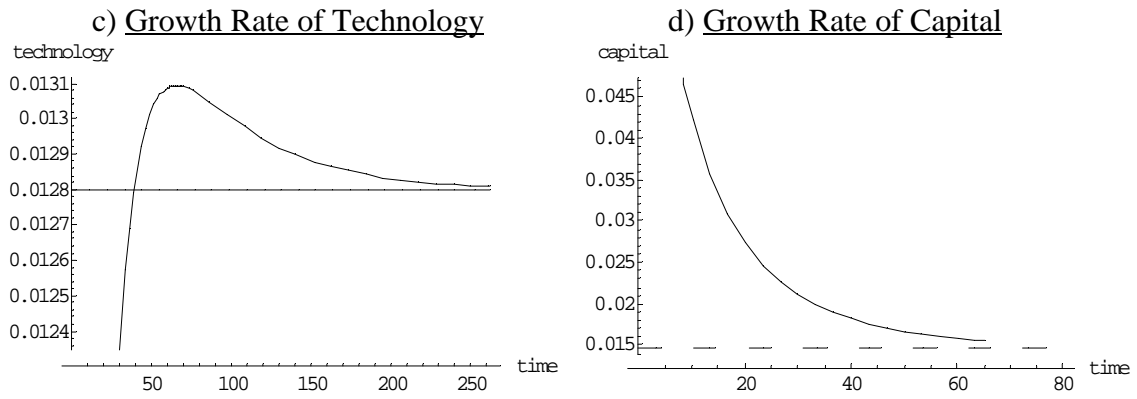 c) Growth Rate of Technology
technology
0.0131
0.013
0.0129
0.0128
0.0127
0.0126
0.0125
0.0124
50 100 150 200 250 time
d) Growth Rate of Capital
capital
0.045
0.04
0.035
0.03
0.025
0.02
0.015
20 40 60 80 time